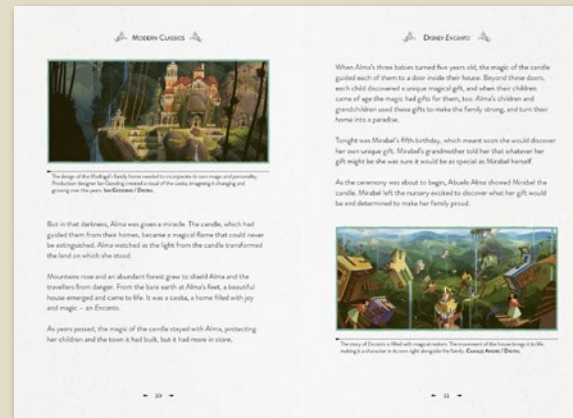 MODERN CLASSICS
The design of the Madrigal's family home needed to incorporate its own magic and personality.
Production designer Ian Gooding created a visual of the casita, imagining it changing and
growing over the years. IAN GOODING / DIGITAL
But in that darkness, Alma was given a miracle. The candle, which had
guided them from their homes, became a magical flame that could never
be extinguished. Alma watched as the light from the candle transformed
the land on which she stood.
Mountains rose and an abundant forest grew to shield Alma and the
travellers from danger. From the bare earth at Alma's feet, a beautiful
house emerged and came to life. It was a casita, a home filled with joy
and magic – an Encanto.
As years passed, the magic of the candle stayed with Alma, protecting
her children and the town it had built, but it had more in store.
20
DISNEY ENCANTO
When Alma's three babies turned five years old, the magic of the candle
guided each of them to a door inside their house. Beyond these doors,
each child discovered a unique magical gift, and when their children
came of age the magic had gifts for them, too. Alma's children and
grandchildren used these gifts to make the family strong, and turn their
home into a paradise.
Tonight was Mirabel's fifth birthday, which meant soon she would discover
her own unique gift. Mirabel's grandmother told her that whatever her
gift might be she was sure it would be as special as Mirabel herself.
As the ceremony was about to begin, Abuela Alma showed Mirabel the
candle. Mirabel left the nursery excited to discover what her gift would
be and determined to make her family proud.
The story of Encanto is filled with magical realism. The movement of the house brings it to life,
making it a character in its own right alongside the family. CAMILLE ANDRE / DIGITAL
21